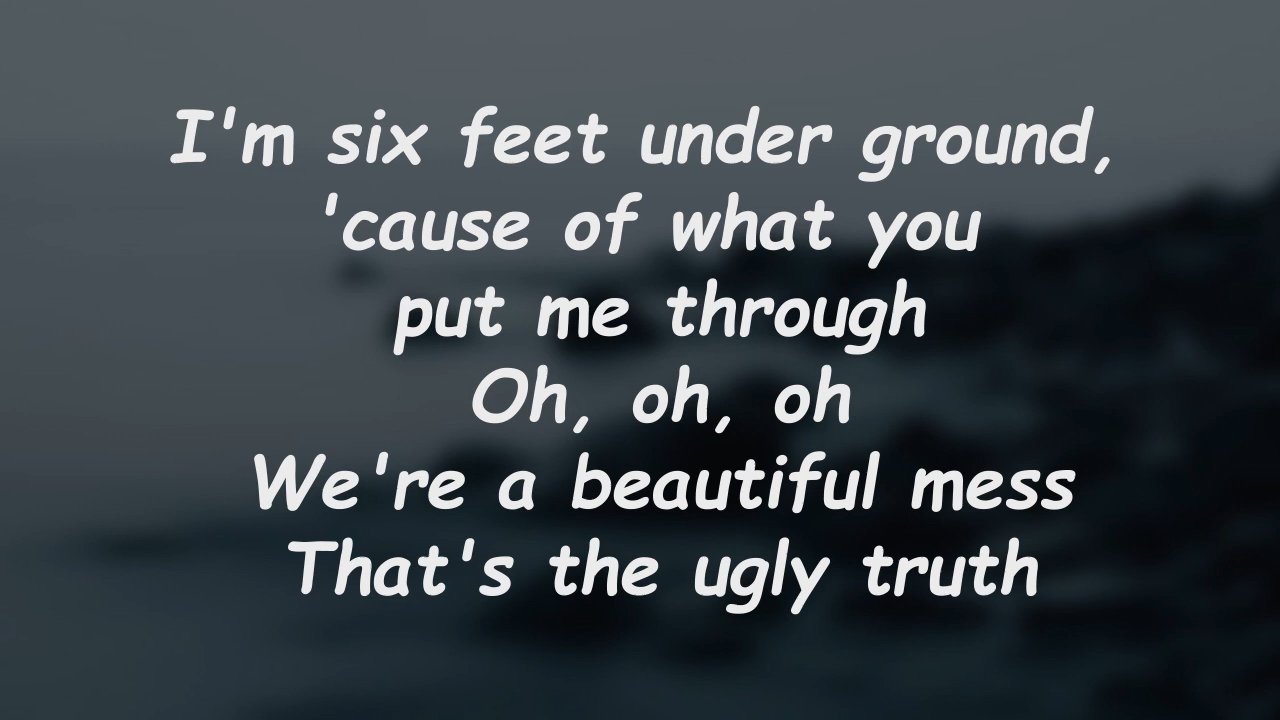 I'm six feet under ground,
'cause of what you
put me through
Oh, oh, oh
We're a beautiful mess
That's the ugly truth